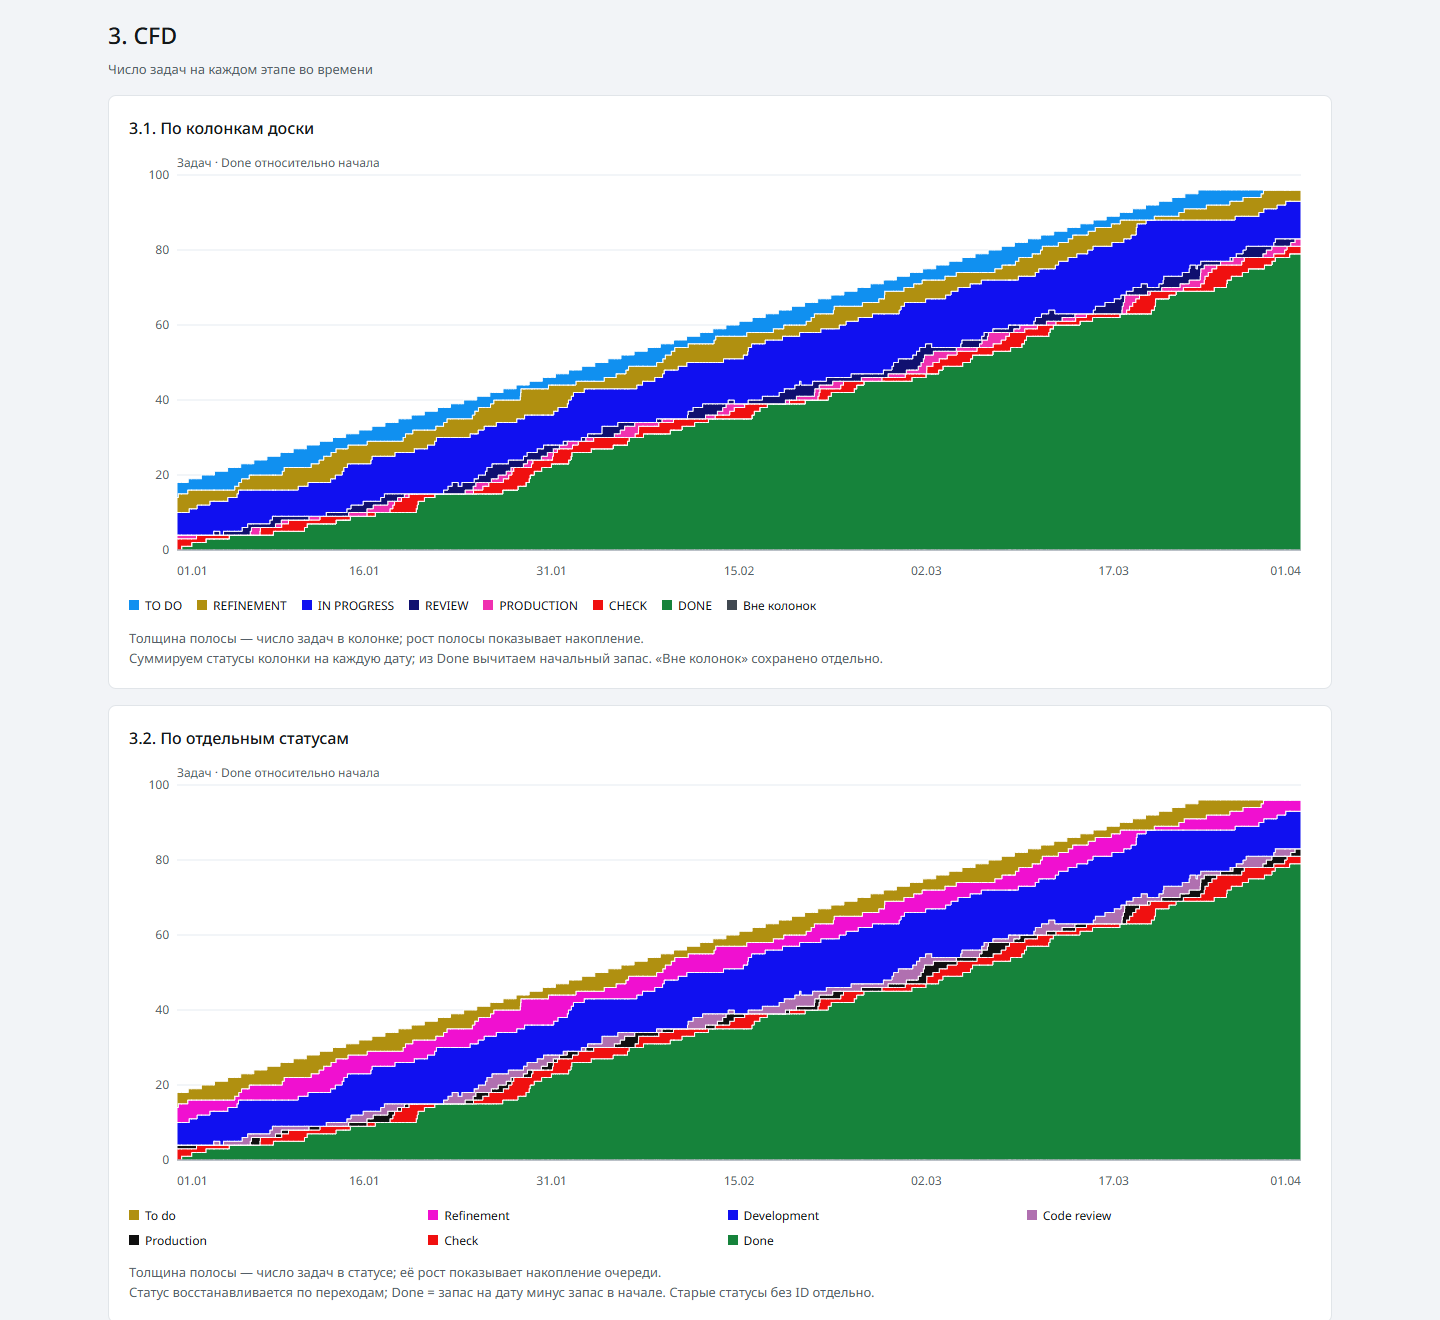 3. CFD
Число задач на каждом этапе во времени
3.1. По колонкам доски
Задач · Done относительно начала
100
80
60
40
20
0
01.01 16.01 31.01 15.02 02.03 17.03 01.04
TO DO REFINEMENT IN PROGRESS REVIEW PRODUCTION CHECK DONE Вне колонок
Толщина полосы — число задач в колонке; рост полосы показывает накопление.
Суммируем статусы колонки на каждую дату; из Done вычитаем начальный запас. «Вне колонок» сохранено отдельно.
3.2. По отдельным статусам
Задач · Done относительно начала
100
80
60
40
20
0
01.01 16.01 31.01 15.02 02.03 17.03 01.04
To do Refinement Development Code review
Production Check Done
Толщина полосы — число задач в статусе; её рост показывает накопление очереди.
Статус восстанавливается по переходам; Done = запас на дату минус запас в начале. Старые статусы без ID отдельно.